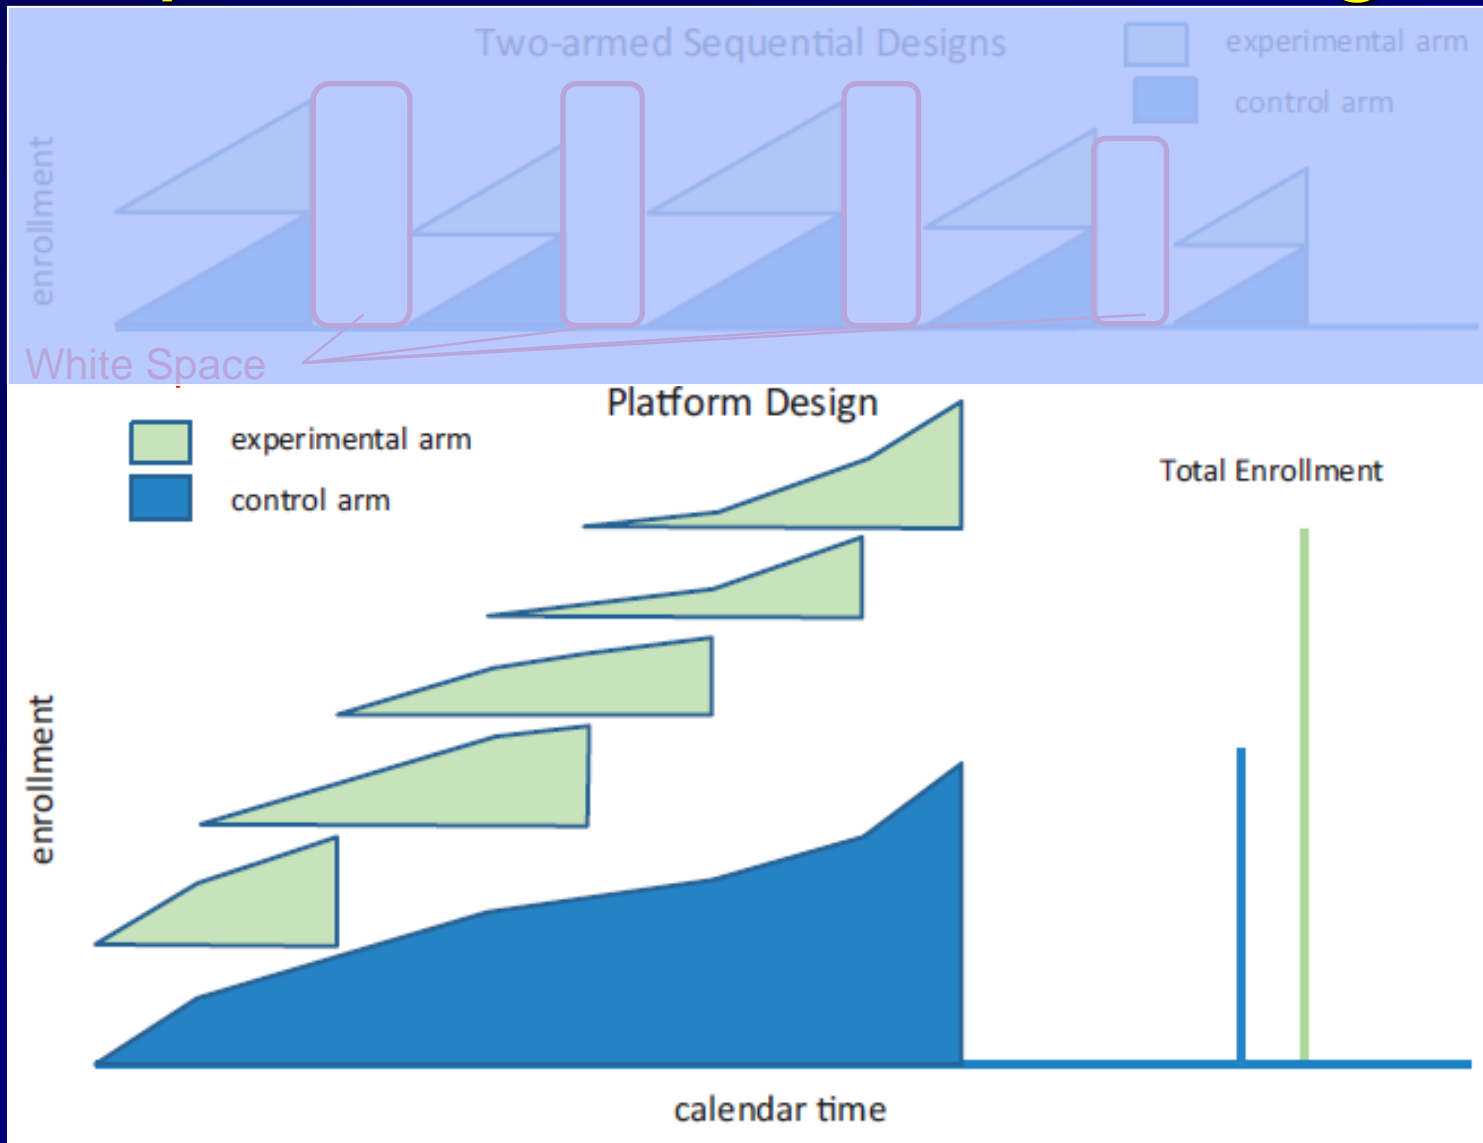 Two-armed Sequential Designs
experimental arm
control arm
enrollment
White Space
Platform Design
experimental arm
control arm
Total Enrollment
enrollment
calendar time